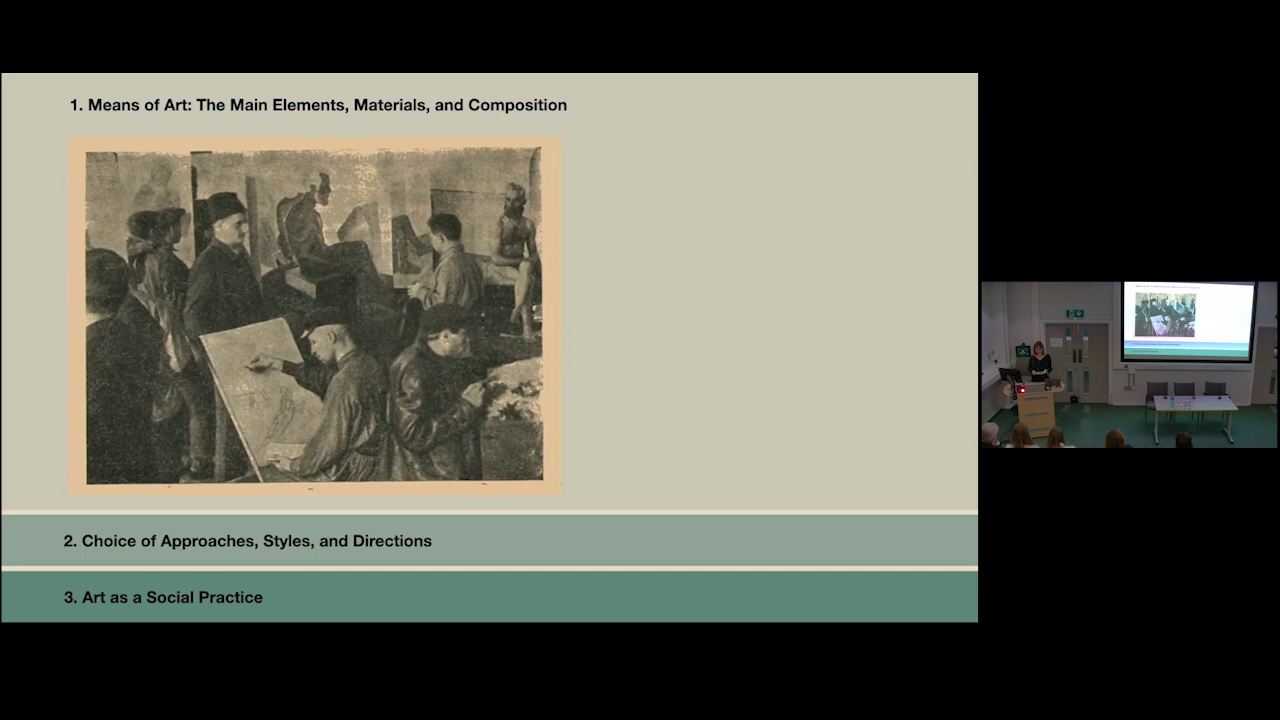 1. Means of Art: The Main Elements, Materials, and Composition
2. Choice of Approaches, Styles, and Directions
3. Art as a Social Practice